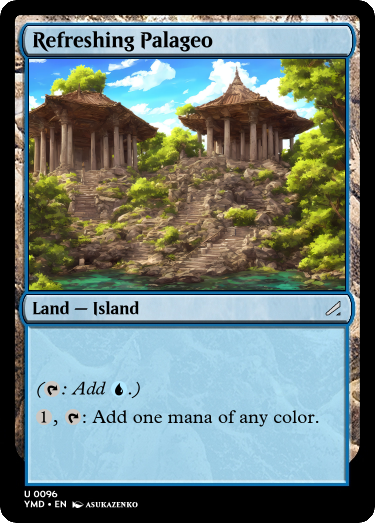 Refreshing Palageo
Land — Island
(T: Add 💧.)
1, T: Add one mana of any color.
U 0096
YMD • EN ASUKAZENKO